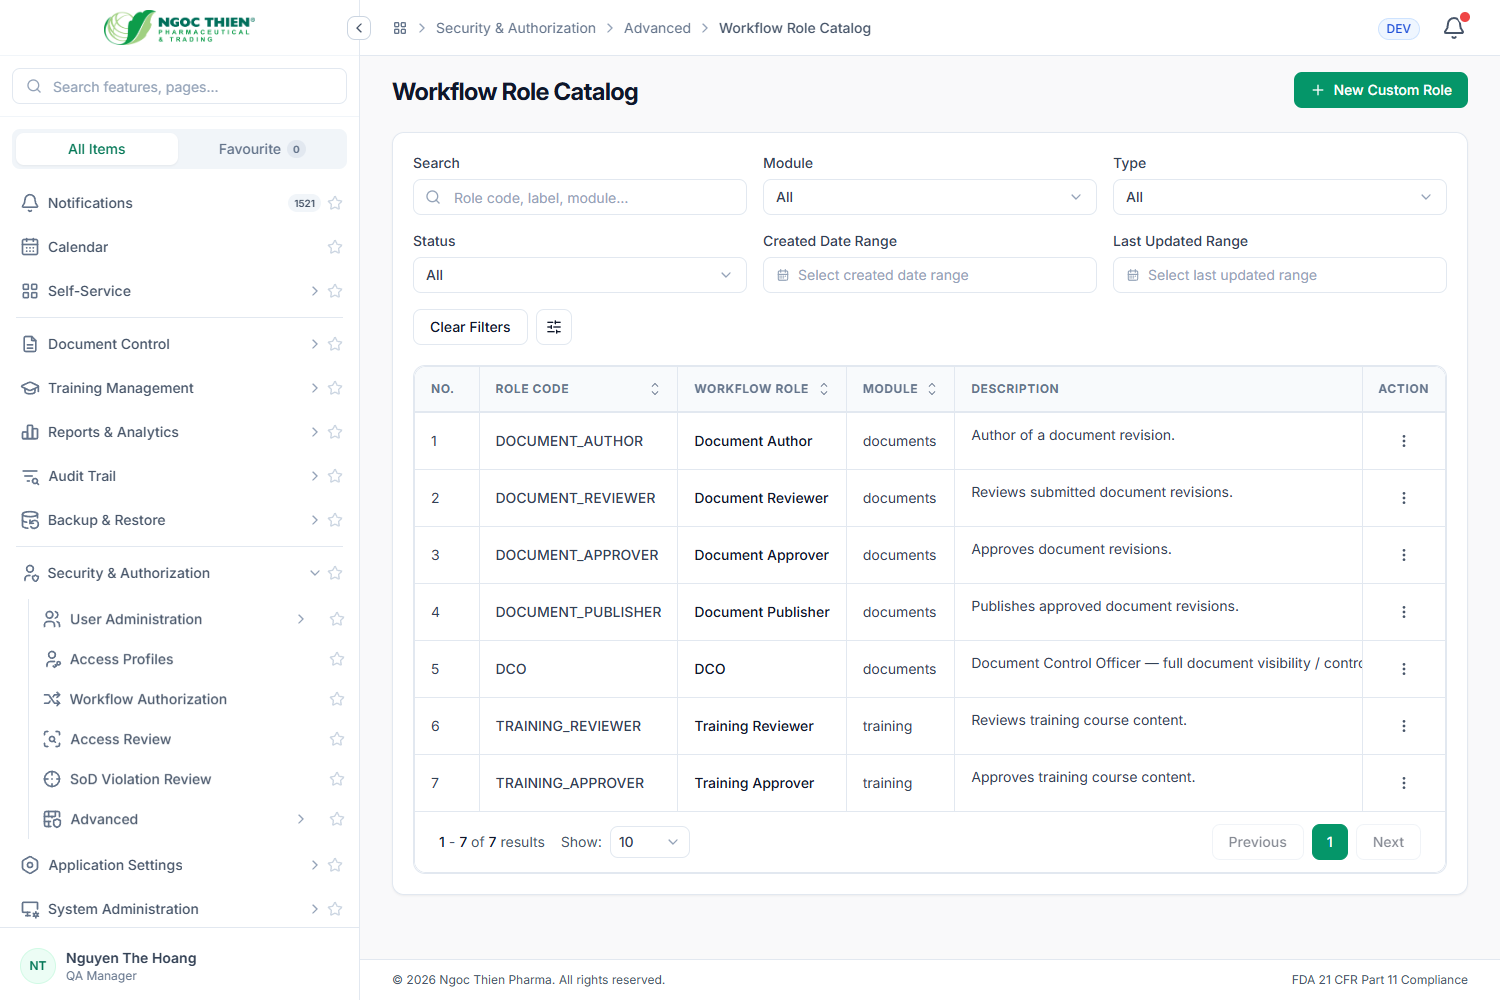 NGOC THIEN®
PHARMACEUTICAL
& TRADING
Search features, pages...
All Items
Favourite 0
Notifications 1521
Calendar
Self-Service
Document Control
Training Management
Reports & Analytics
Audit Trail
Backup & Restore
Security & Authorization
User Administration
Access Profiles
Workflow Authorization
Access Review
SoD Violation Review
Advanced
Application Settings
System Administration
NT
Nguyen The Hoang
QA Manager
Security & Authorization > Advanced > Workflow Role Catalog
DEV
Workflow Role Catalog
+ New Custom Role
Search
Role code, label, module...
Module
All
Type
All
Status
All
Created Date Range
Select created date range
Last Updated Range
Select last updated range
Clear Filters
NO. ROLE CODE WORKFLOW ROLE MODULE DESCRIPTION ACTION
1 DOCUMENT_AUTHOR Document Author documents Author of a document revision.
2 DOCUMENT_REVIEWER Document Reviewer documents Reviews submitted document revisions.
3 DOCUMENT_APPROVER Document Approver documents Approves document revisions.
4 DOCUMENT_PUBLISHER Document Publisher documents Publishes approved document revisions.
5 DCO DCO documents Document Control Officer — full document visibility / contro
6 TRAINING_REVIEWER Training Reviewer training Reviews training course content.
7 TRAINING_APPROVER Training Approver training Approves training course content.
1 - 7 of 7 results Show: 10
Previous 1 Next
© 2026 Ngoc Thien Pharma. All rights reserved.
FDA 21 CFR Part 11 Compliance